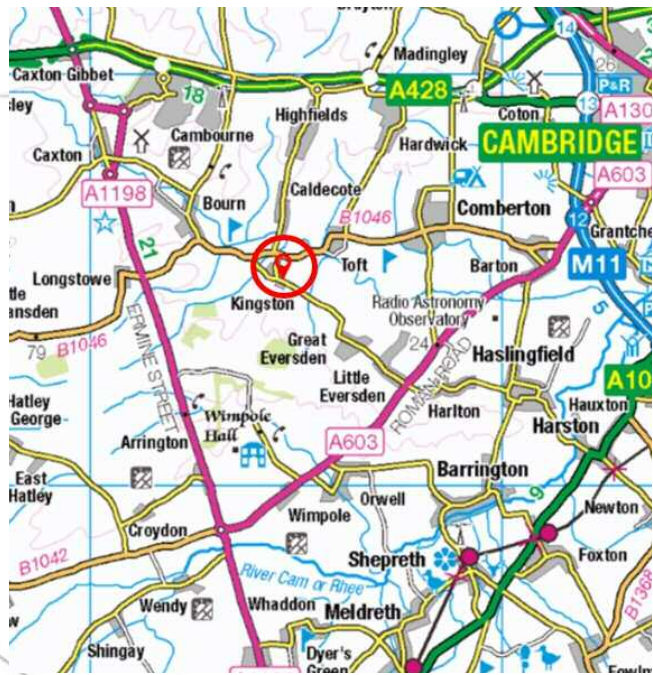 Madingley
14
26
Caxton Gibbet
18
A428
P&R
Coton
13
A130
Highfields
Cambourne
Hardwick
CAMBRIDGE
Caxton
A603
A1198
Caldecote
Bourn
B1046
Comberton
12
Grantche
21
Toft
Barton
M11
Longstowe
Kingston
5
Radio Astronomy
Observatory
ERMINE STREET
79
B1046
Great
Eversden
24
ROMAN ROAD
Haslingfield
Little
Eversden
A10
Hatley
George
Wimpole
Hall
Harlton
Hauxton
Harston
Arrington
A603
Barrington
East
Hatley
Orwell
9
Newton
Croydon
Wimpole
Shepreth
Foxton
B1042
River Cam or Rhee
B1368
Wendy
Whaddon
Meldreth
Shingay
Dyer's
Green